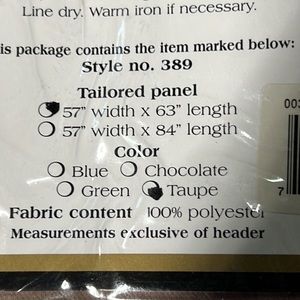 Line dry. Warm iron if necessary.
is package contains the item marked below:
Style no. 389
Tailored panel
57" width x 63" length
57" width x 84" length
Color
Blue Chocolate
Green Taupe
Fabric content 100% polyester
Measurements exclusive of header
003
7